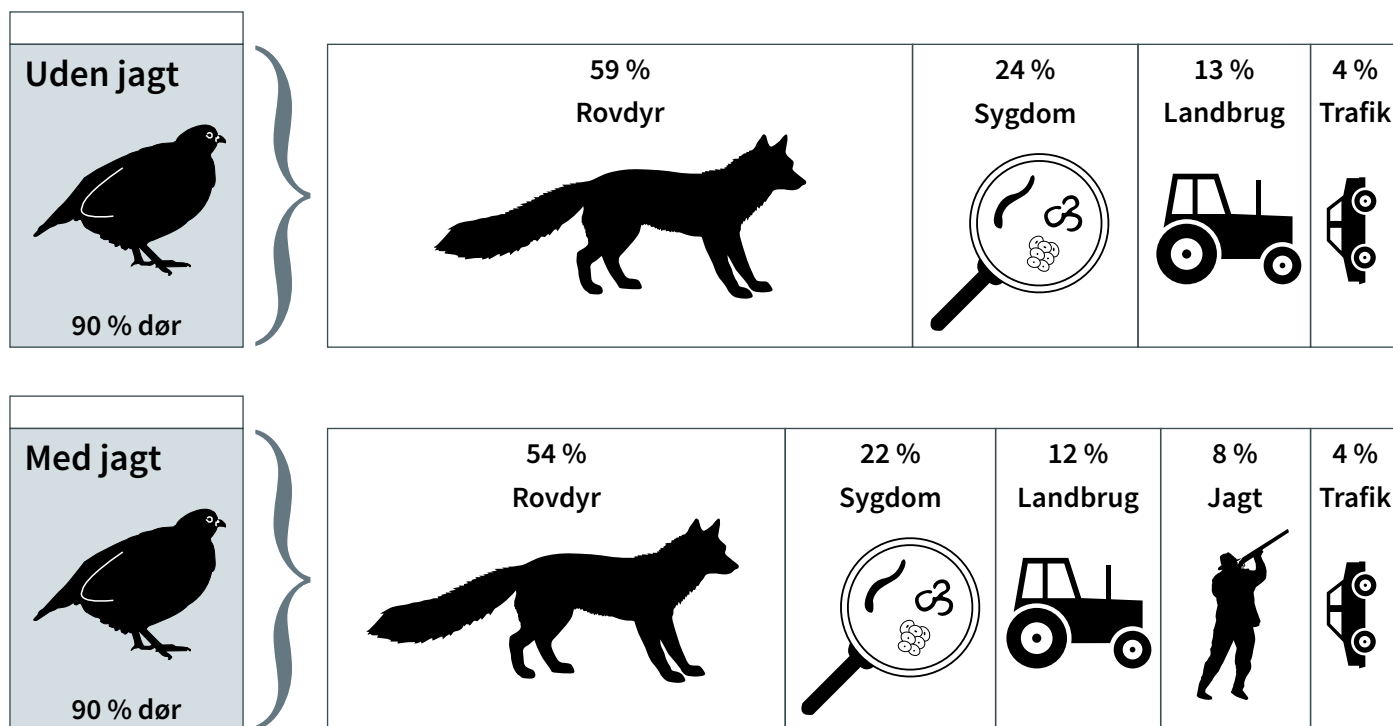 Uden jagt
90 % dør
59 %
Rovdyr
24 %
Sygdom
13 %
Landbrug
4 %
Trafik
Med jagt
90 % dør
54 %
Rovdyr
22 %
Sygdom
12 %
Landbrug
8 %
Jagt
4 %
Trafik